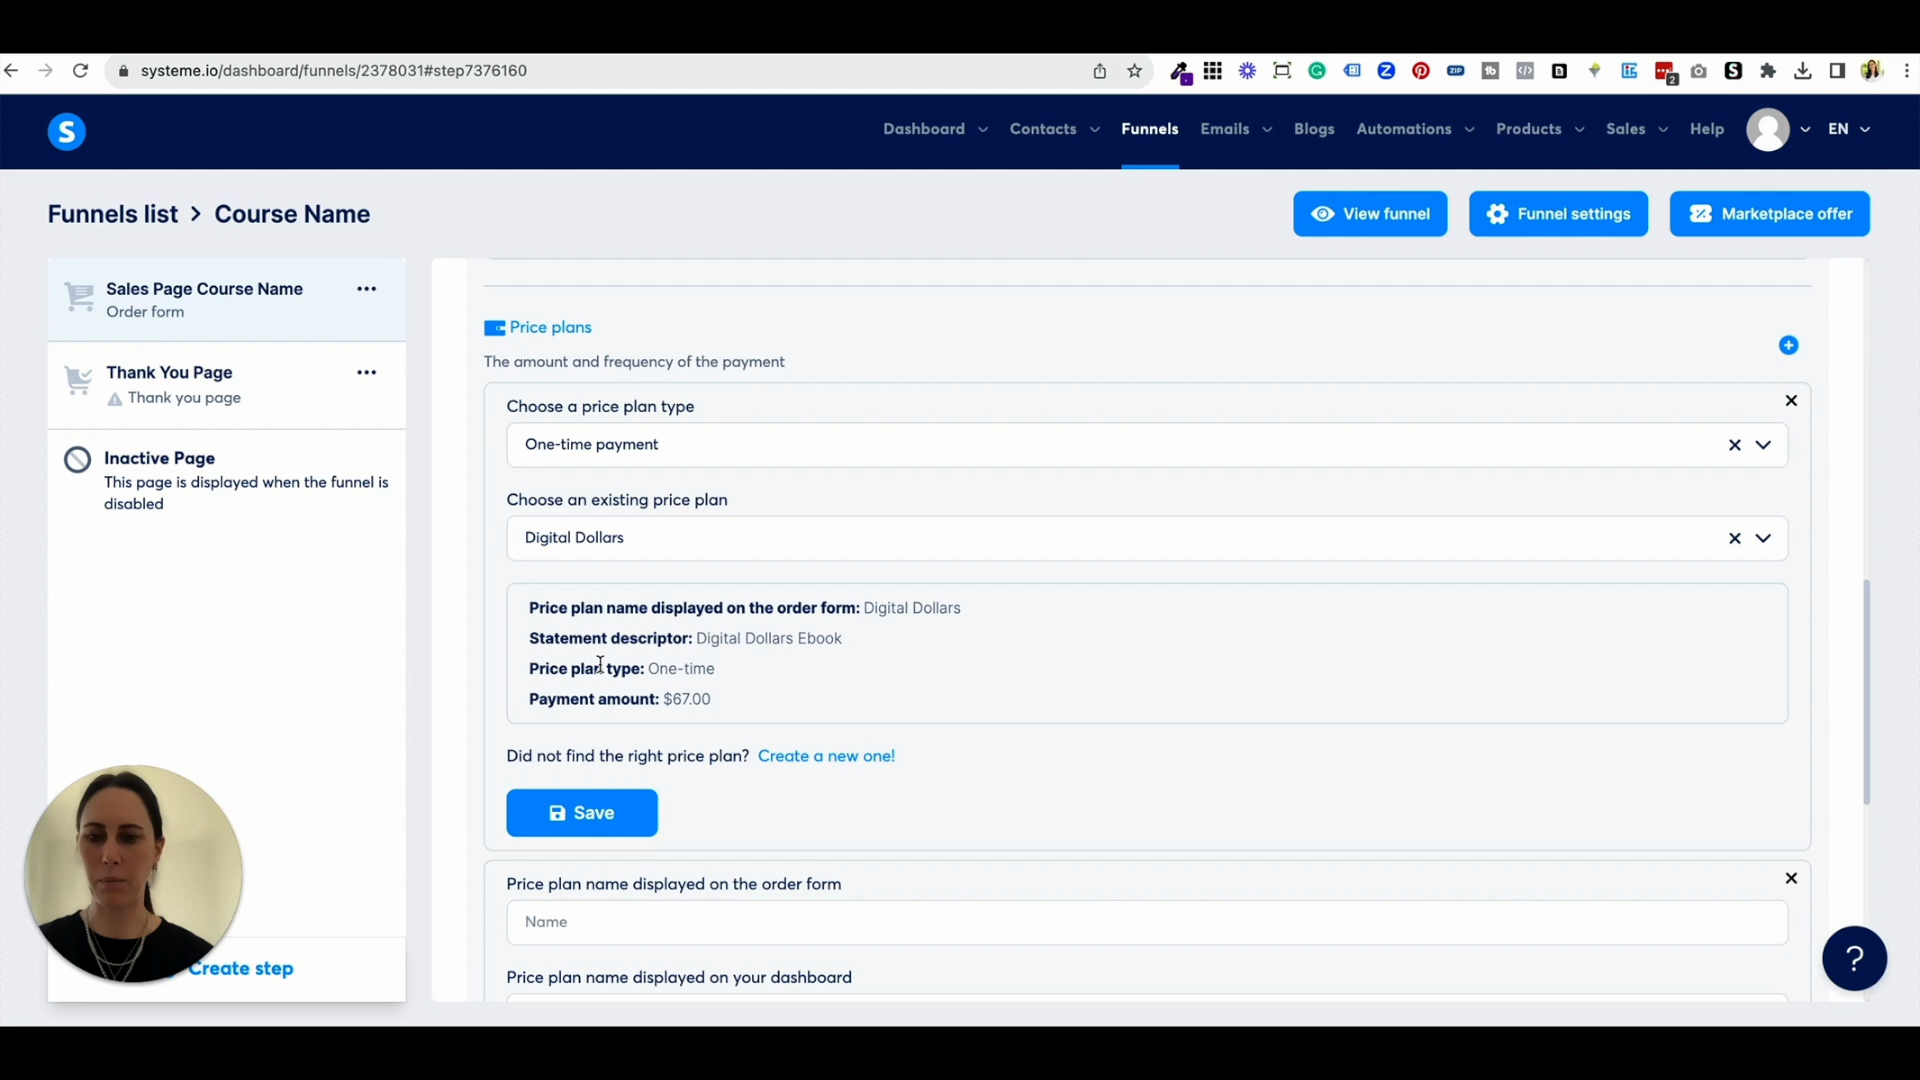 systeme.io/dashboard/funnels/2378031#step7376160
ZIP
2
S
Dashboard
Contacts
Funnels
Emails
Blogs
Automations
Products
Sales
Help
EN
Funnels list > Course Name
View funnel
Funnel settings
Marketplace offer
Sales Page Course Name
Order form
Thank You Page
Thank you page
Inactive Page
This page is displayed when the funnel is
disabled
Create step
Price plans
The amount and frequency of the payment
Choose a price plan type
One-time payment
Choose an existing price plan
Digital Dollars
Price plan name displayed on the order form: Digital Dollars
Statement descriptor: Digital Dollars Ebook
Price plan type: One-time
Payment amount: $67.00
Did not find the right price plan? Create a new one!
Save
Price plan name displayed on the order form
Name
Price plan name displayed on your dashboard
?